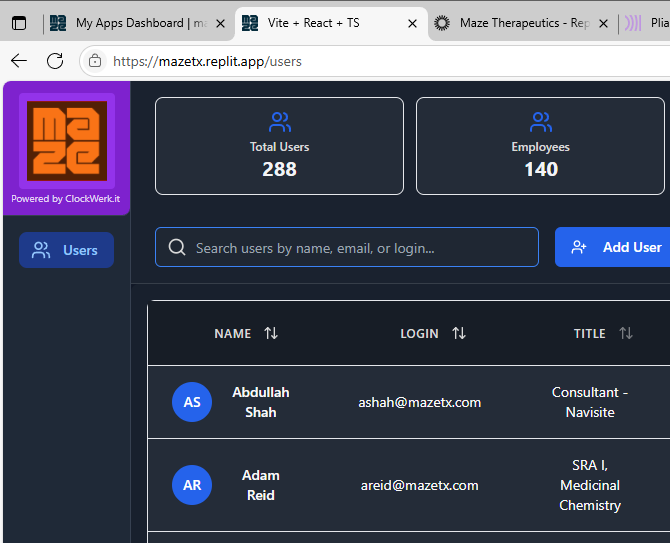 My Apps Dashboard | ma
Vite + React + TS
Maze Therapeutics - Rep
Plia
https://mazetx.replit.app/users
maze
Powered by ClockWerk.it
Users
Total Users
288
Employees
140
Search users by name, email, or login...
Add User
NAME
LOGIN
TITLE
AS
Abdullah
Shah
ashah@mazetx.com
Consultant -
Navisite
AR
Adam
Reid
areid@mazetx.com
SRA I,
Medicinal
Chemistry